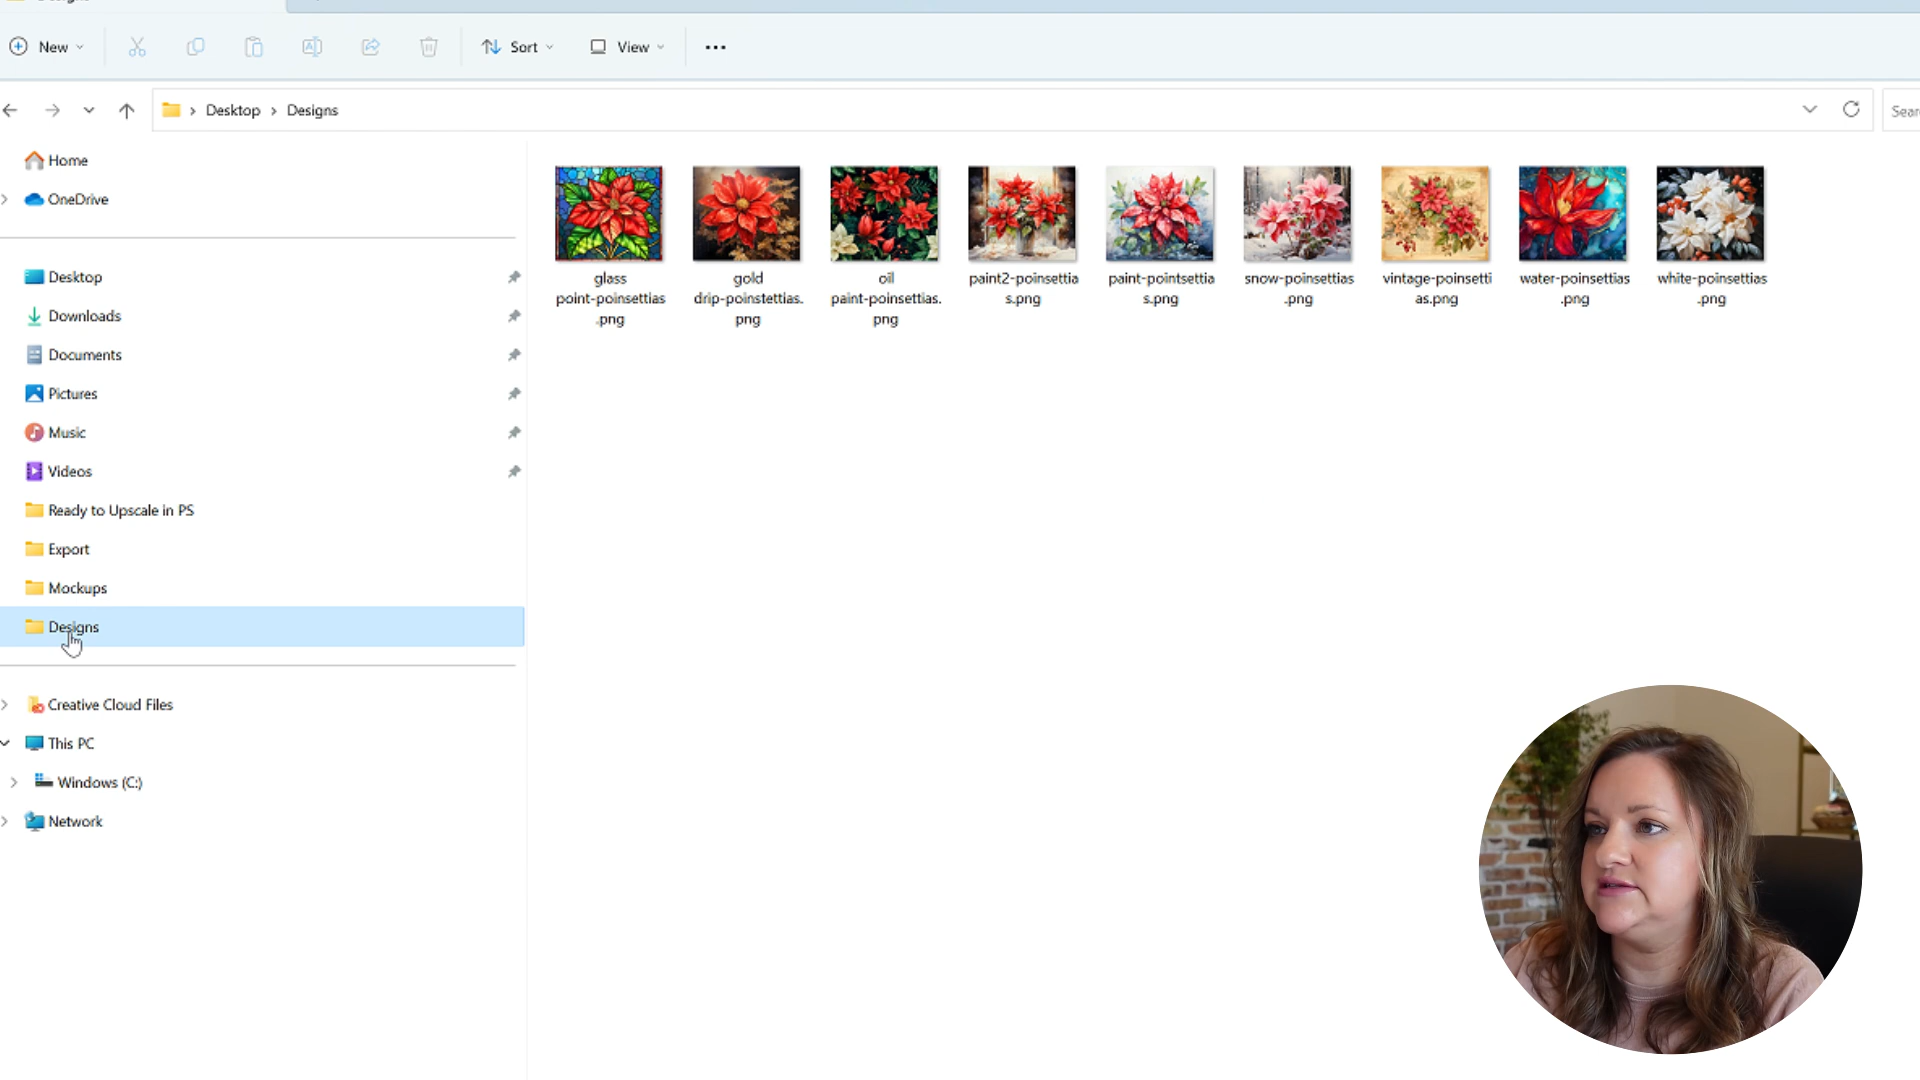 New
Sort
View
Desktop
Designs
Home
OneDrive
Desktop
Downloads
Documents
Pictures
Music
Videos
Ready to Upscale in PS
Export
Mockups
Designs
Creative Cloud Files
This PC
Windows (C:)
Network
glass
point-poinsettias
.png
gold
drip-poinstettias.
png
oil
paint-poinsettias.
png
paint2-poinsettia
s.png
paint-pointsettia
s.png
snow-poinsettias
.png
vintage-poinsetti
as.png
water-poinsettias
.png
white-poinsettias
.png